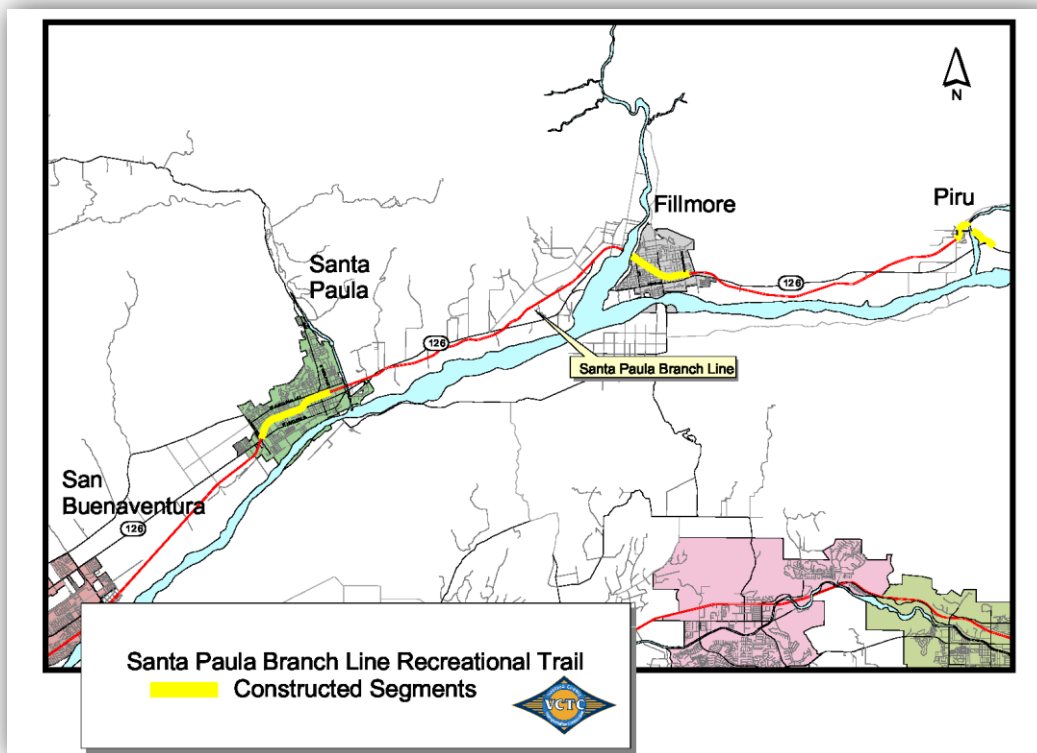 N
Piru
Fillmore
126
Santa
Paula
126
Santa Paula Branch Line
San
Buenaventura
126
Santa Paula Branch Line Recreational Trail
Constructed Segments
VCTC